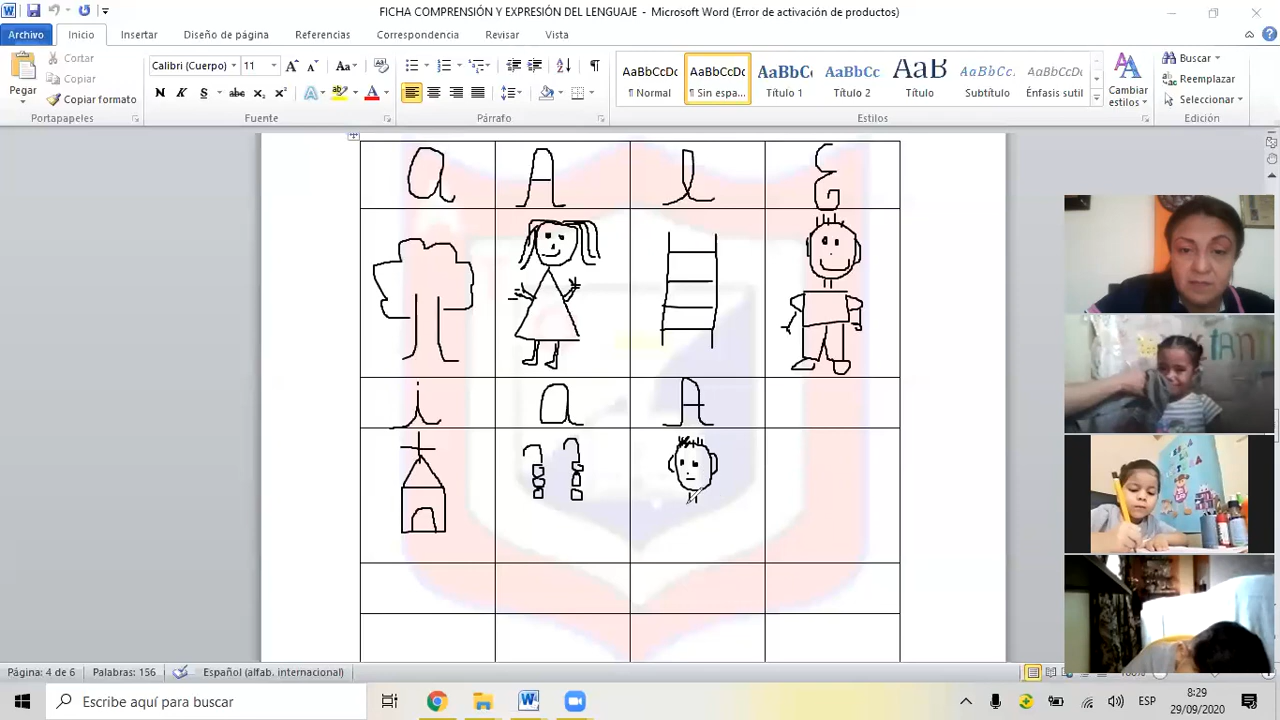 FICHA COMPRENSIÓN Y EXPRESIÓN DEL LENGUAJE - Microsoft Word (Error de activación de productos)
Archivo Inicio Insertar Diseño de página Referencias Correspondencia Revisar Vista
Cortar
Copiar
Copiar formato
Pegar
Portapapeles
Calibri (Cuerpo) 11
Fuente
Párrafo
AaBbCcDc AaBbCcDc AaBbC AaBbCc AaB AaBbCc. AaBbCcDc
¶ Normal ¶ Sin espa... Título 1 Título 2 Título Subtítulo Énfasis sutil
Estilos
Cambiar estilos
Buscar
Reemplazar
Seleccionar
Edición
a A e E
i a A
Página: 4 de 6 Palabras: 156 Español (alfab. internacional)
Escribe aquí para buscar
ESP
8:29
29/09/2020